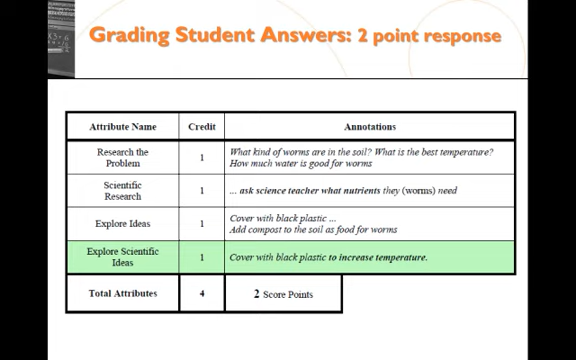 Grading Student Answers: 2 point response
Attribute Name Credit Annotations
Research the
Problem
1
What kind of worms are in the soil? What is the best temperature?
How much water is good for worms
Scientific
Research
1
... ask science teacher what nutrients they (worms) need
Explore Ideas
1
Cover with black plastic ...
Add compost to the soil as food for worms
Explore Scientific
Ideas
1
Cover with black plastic to increase temperature.
Total Attributes 4 2 Score Points